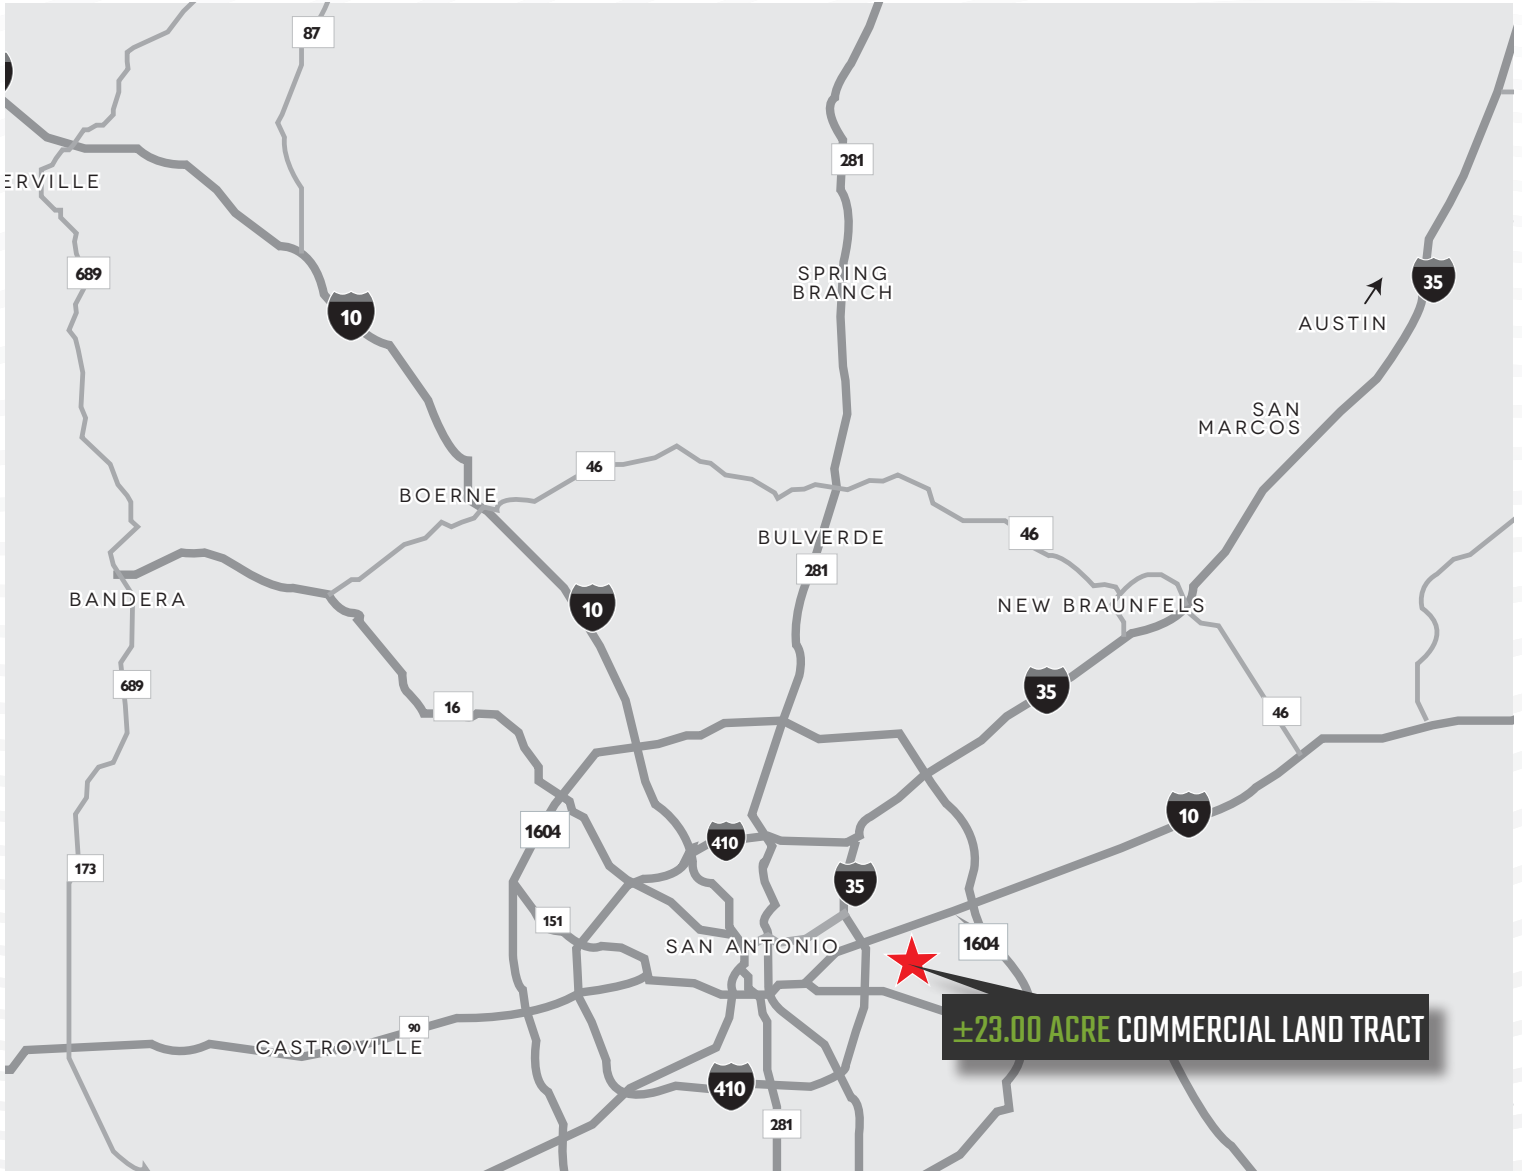 87
281
ERVILLE
689
SPRING
BRANCH
35
10
AUSTIN
SAN
MARCOS
46
BOERNE
46
BULVERDE
281
BANDERA
10
NEW BRAUNFELS
689
35
16
46
10
1604
410
173
35
151
SAN ANTONIO
1604
90
±23.00 ACRE COMMERCIAL LAND TRACT
CASTROVILLE
410
281